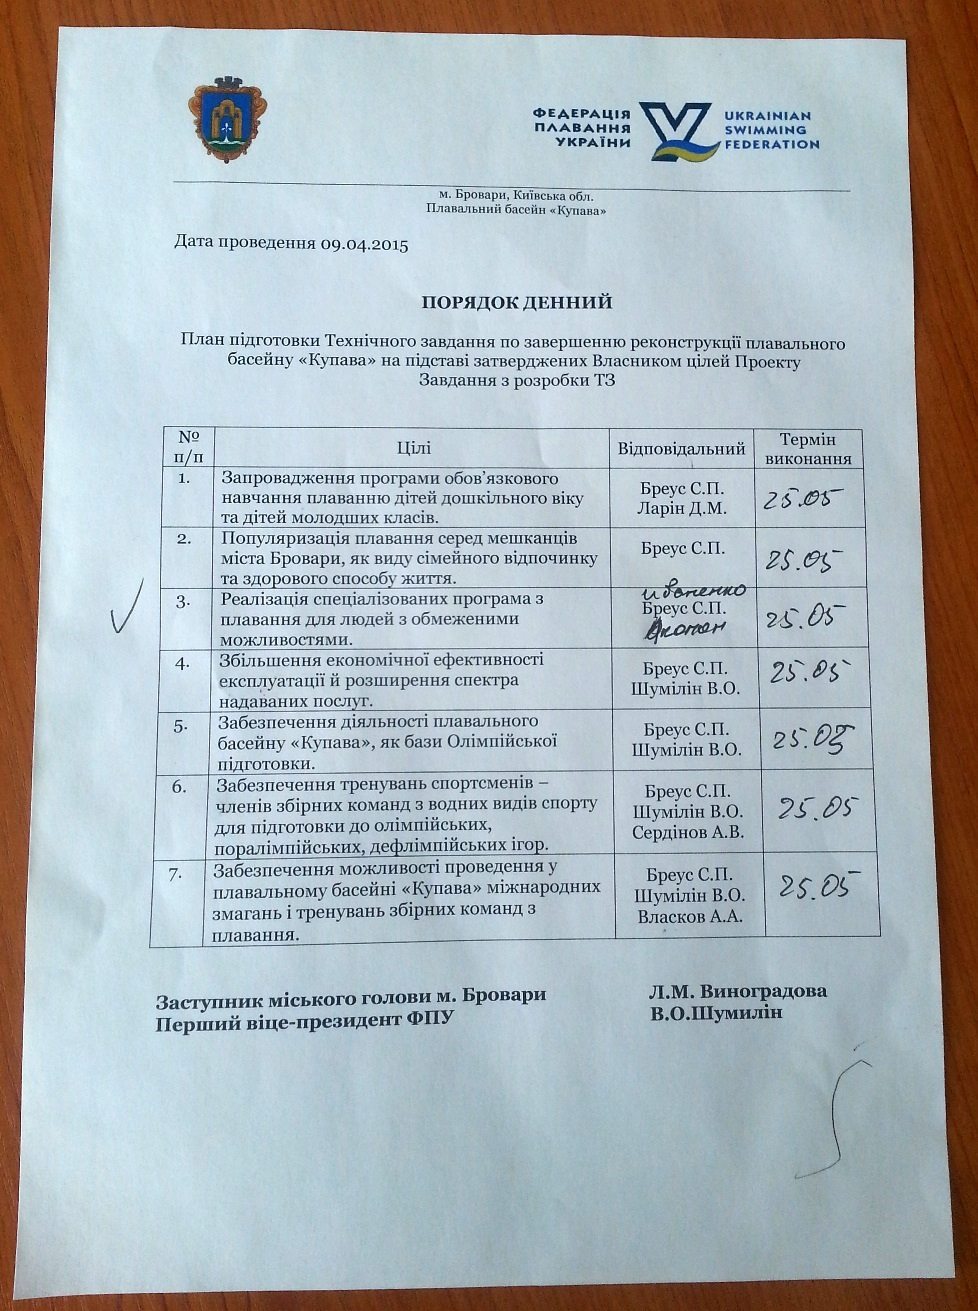 ФЕДЕРАЦІЯ
ПЛАВАННЯ
УКРАЇНИ
UKRAINIAN
SWIMMING
FEDERATION
м. Бровари, Київська обл.
Плавальний басейн «Купава»
Дата проведення 09.04.2015
ПОРЯДОК ДЕННИЙ
План підготовки Технічного завдання по завершенню реконструкції плавального
басейну «Купава» на підставі затверджених Власником цілей Проекту
Завдання з розробки ТЗ
№
п/п
Цілі
Відповідальний
Термін
виконання
1.
Запровадження програми обов’язкового
навчання плаванню дітей дошкільного віку
та дітей молодших класів.
Бреус С.П.
Ларін Д.М.
25.05
2.
Популяризація плавання серед мешканців
міста Бровари, як виду сімейного відпочинку
та здорового способу життя.
Бреус С.П.
25.05
3.
Реалізація спеціалізованих програма з
плавання для людей з обмеженими
можливостями.
Бреус С.П.
25.05
4.
Збільшення економічної ефективності
експлуатації й розширення спектра
надаваних послуг.
Бреус С.П.
Шумілін В.О.
25.05
5.
Забезпечення діяльності плавального
басейну «Купава», як бази Олімпійської
підготовки.
Бреус С.П.
Шумілін В.О.
25.05
6.
Забезпечення тренувань спортсменів –
членів збірних команд з водних видів спорту
для підготовки до олімпійських,
поралімпійських, дефлімпійських ігор.
Бреус С.П.
Шумілін В.О.
Сердінов А.В.
25.05
7.
Забезпечення можливості проведення у
плавальному басейні «Купава» міжнародних
змагань і тренувань збірних команд з
плавання.
Бреус С.П.
Шумілін В.О.
Власков А.А.
25.05
Заступник міського голови м. Бровари
Л.М. Виноградова
Перший віце-президент ФПУ
В.О.Шумилін